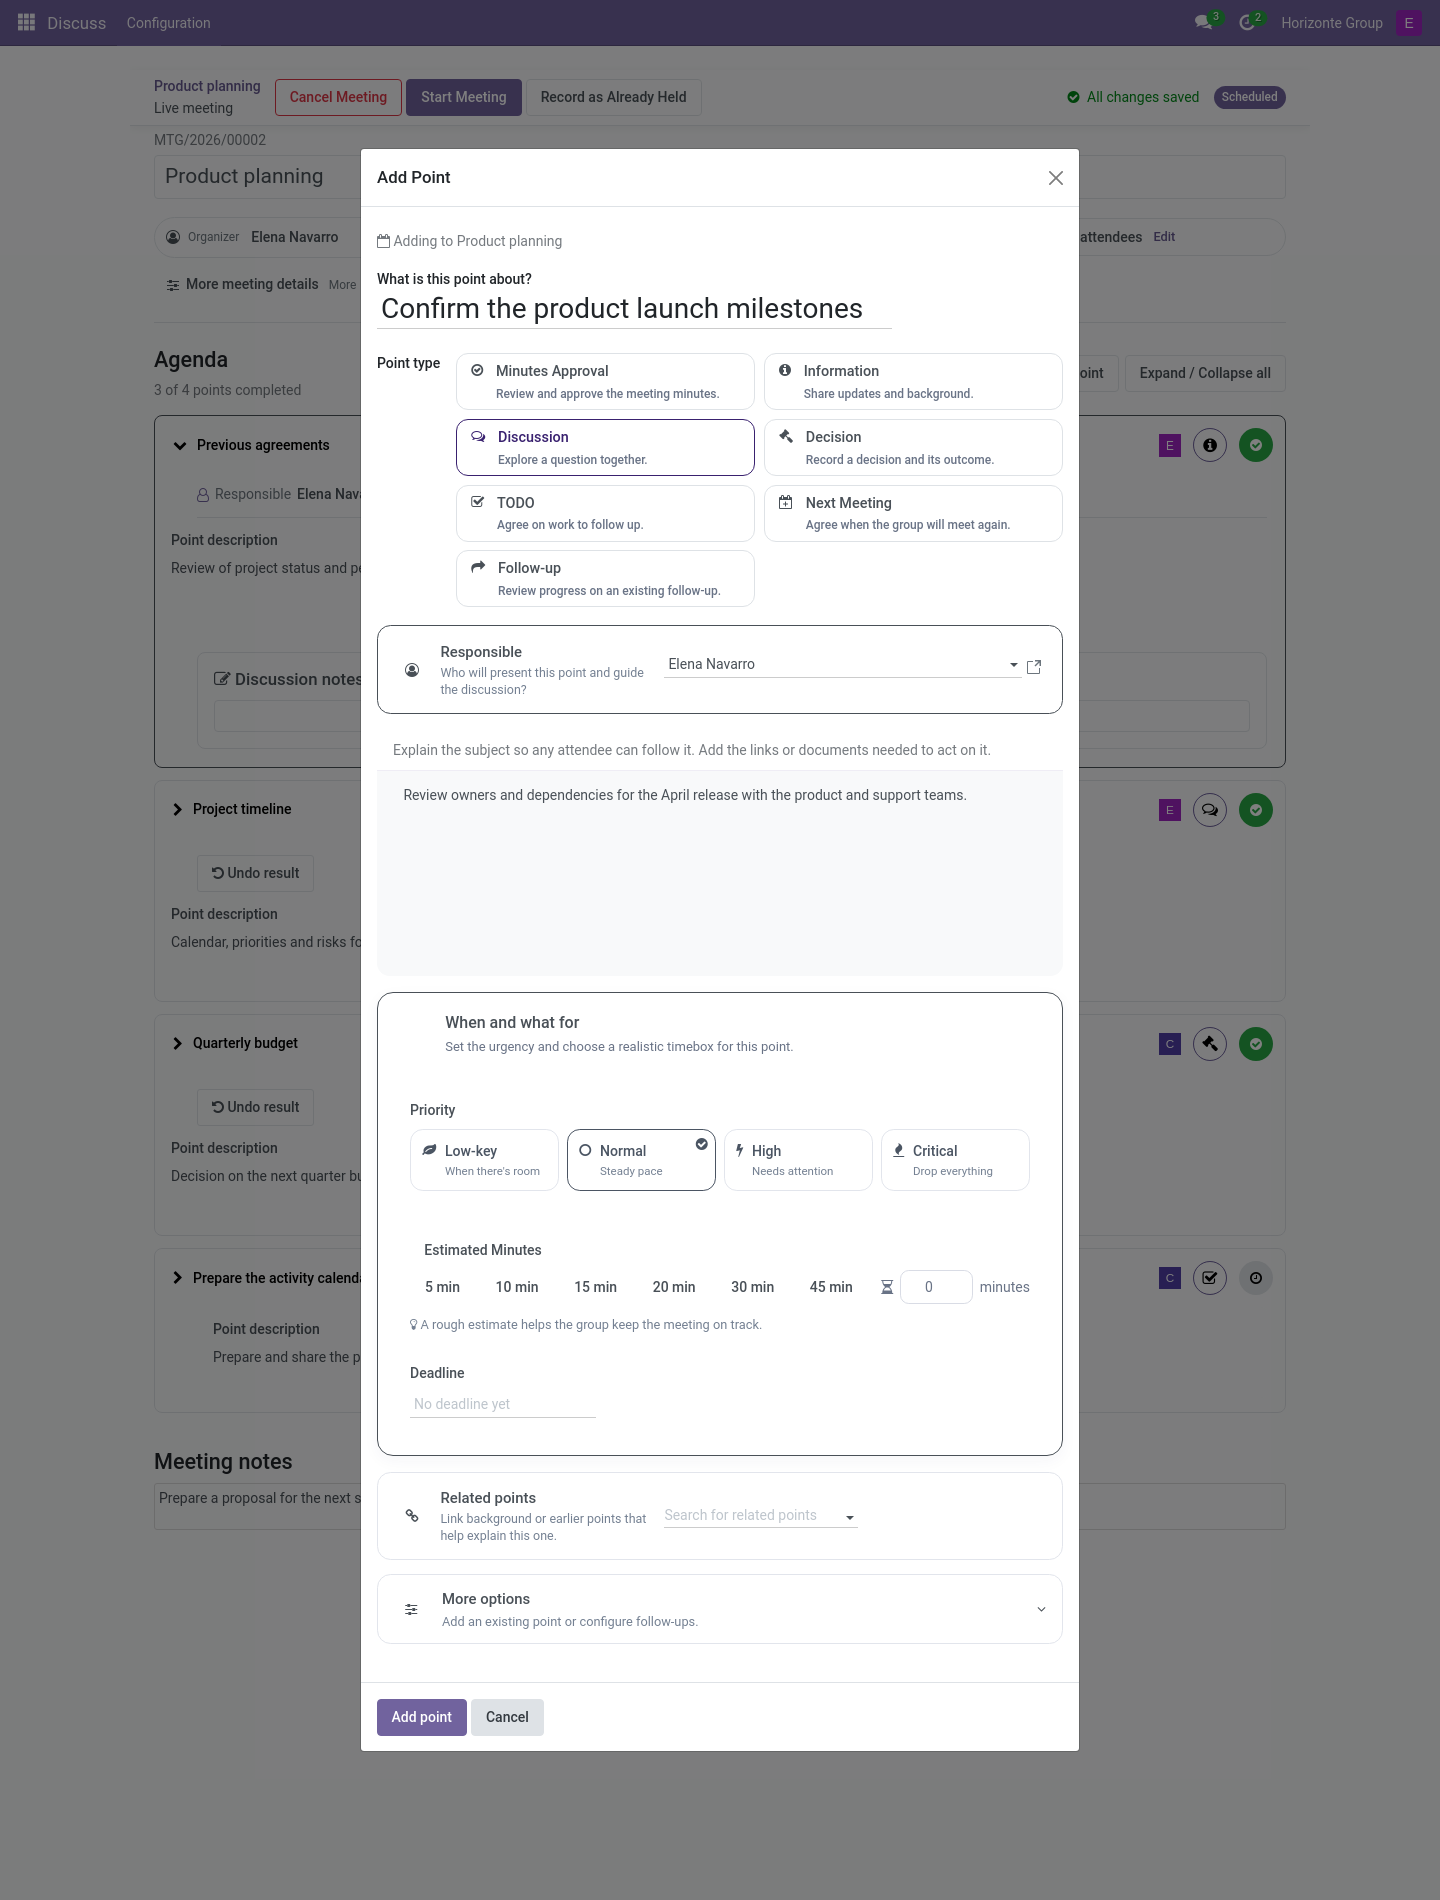 Discuss Configuration 3 2 Horizonte Group E
Product planning
Live meeting
Cancel Meeting Start Meeting Record as Already Held All changes saved Scheduled
MTG/2026/00002
Product planning
Organizer Elena Navarro attendees Edit
More meeting details More
Agenda
3 of 4 points completed
oint Expand / Collapse all
Previous agreements E
Responsible Elena Nava
Point description
Review of project status and pe
Discussion notes
Project timeline E
Undo result
Point description
Calendar, priorities and risks fo
Quarterly budget C
Undo result
Point description
Decision on the next quarter bu
Prepare the activity calenda C
Point description
Prepare and share the p
Meeting notes
Prepare a proposal for the next s
Add Point
Adding to Product planning
What is this point about?
Confirm the product launch milestones
Point type
Minutes Approval
Review and approve the meeting minutes.
Information
Share updates and background.
Discussion
Explore a question together.
Decision
Record a decision and its outcome.
TODO
Agree on work to follow up.
Next Meeting
Agree when the group will meet again.
Follow-up
Review progress on an existing follow-up.
Responsible
Who will present this point and guide
the discussion?
Elena Navarro
Explain the subject so any attendee can follow it. Add the links or documents needed to act on it.
Review owners and dependencies for the April release with the product and support teams.
When and what for
Set the urgency and choose a realistic timebox for this point.
Priority
Low-key
When there's room
Normal
Steady pace
High
Needs attention
Critical
Drop everything
Estimated Minutes
5 min 10 min 15 min 20 min 30 min 45 min 0 minutes
A rough estimate helps the group keep the meeting on track.
Deadline
No deadline yet
Related points
Link background or earlier points that
help explain this one.
Search for related points
More options
Add an existing point or configure follow-ups.
Add point Cancel